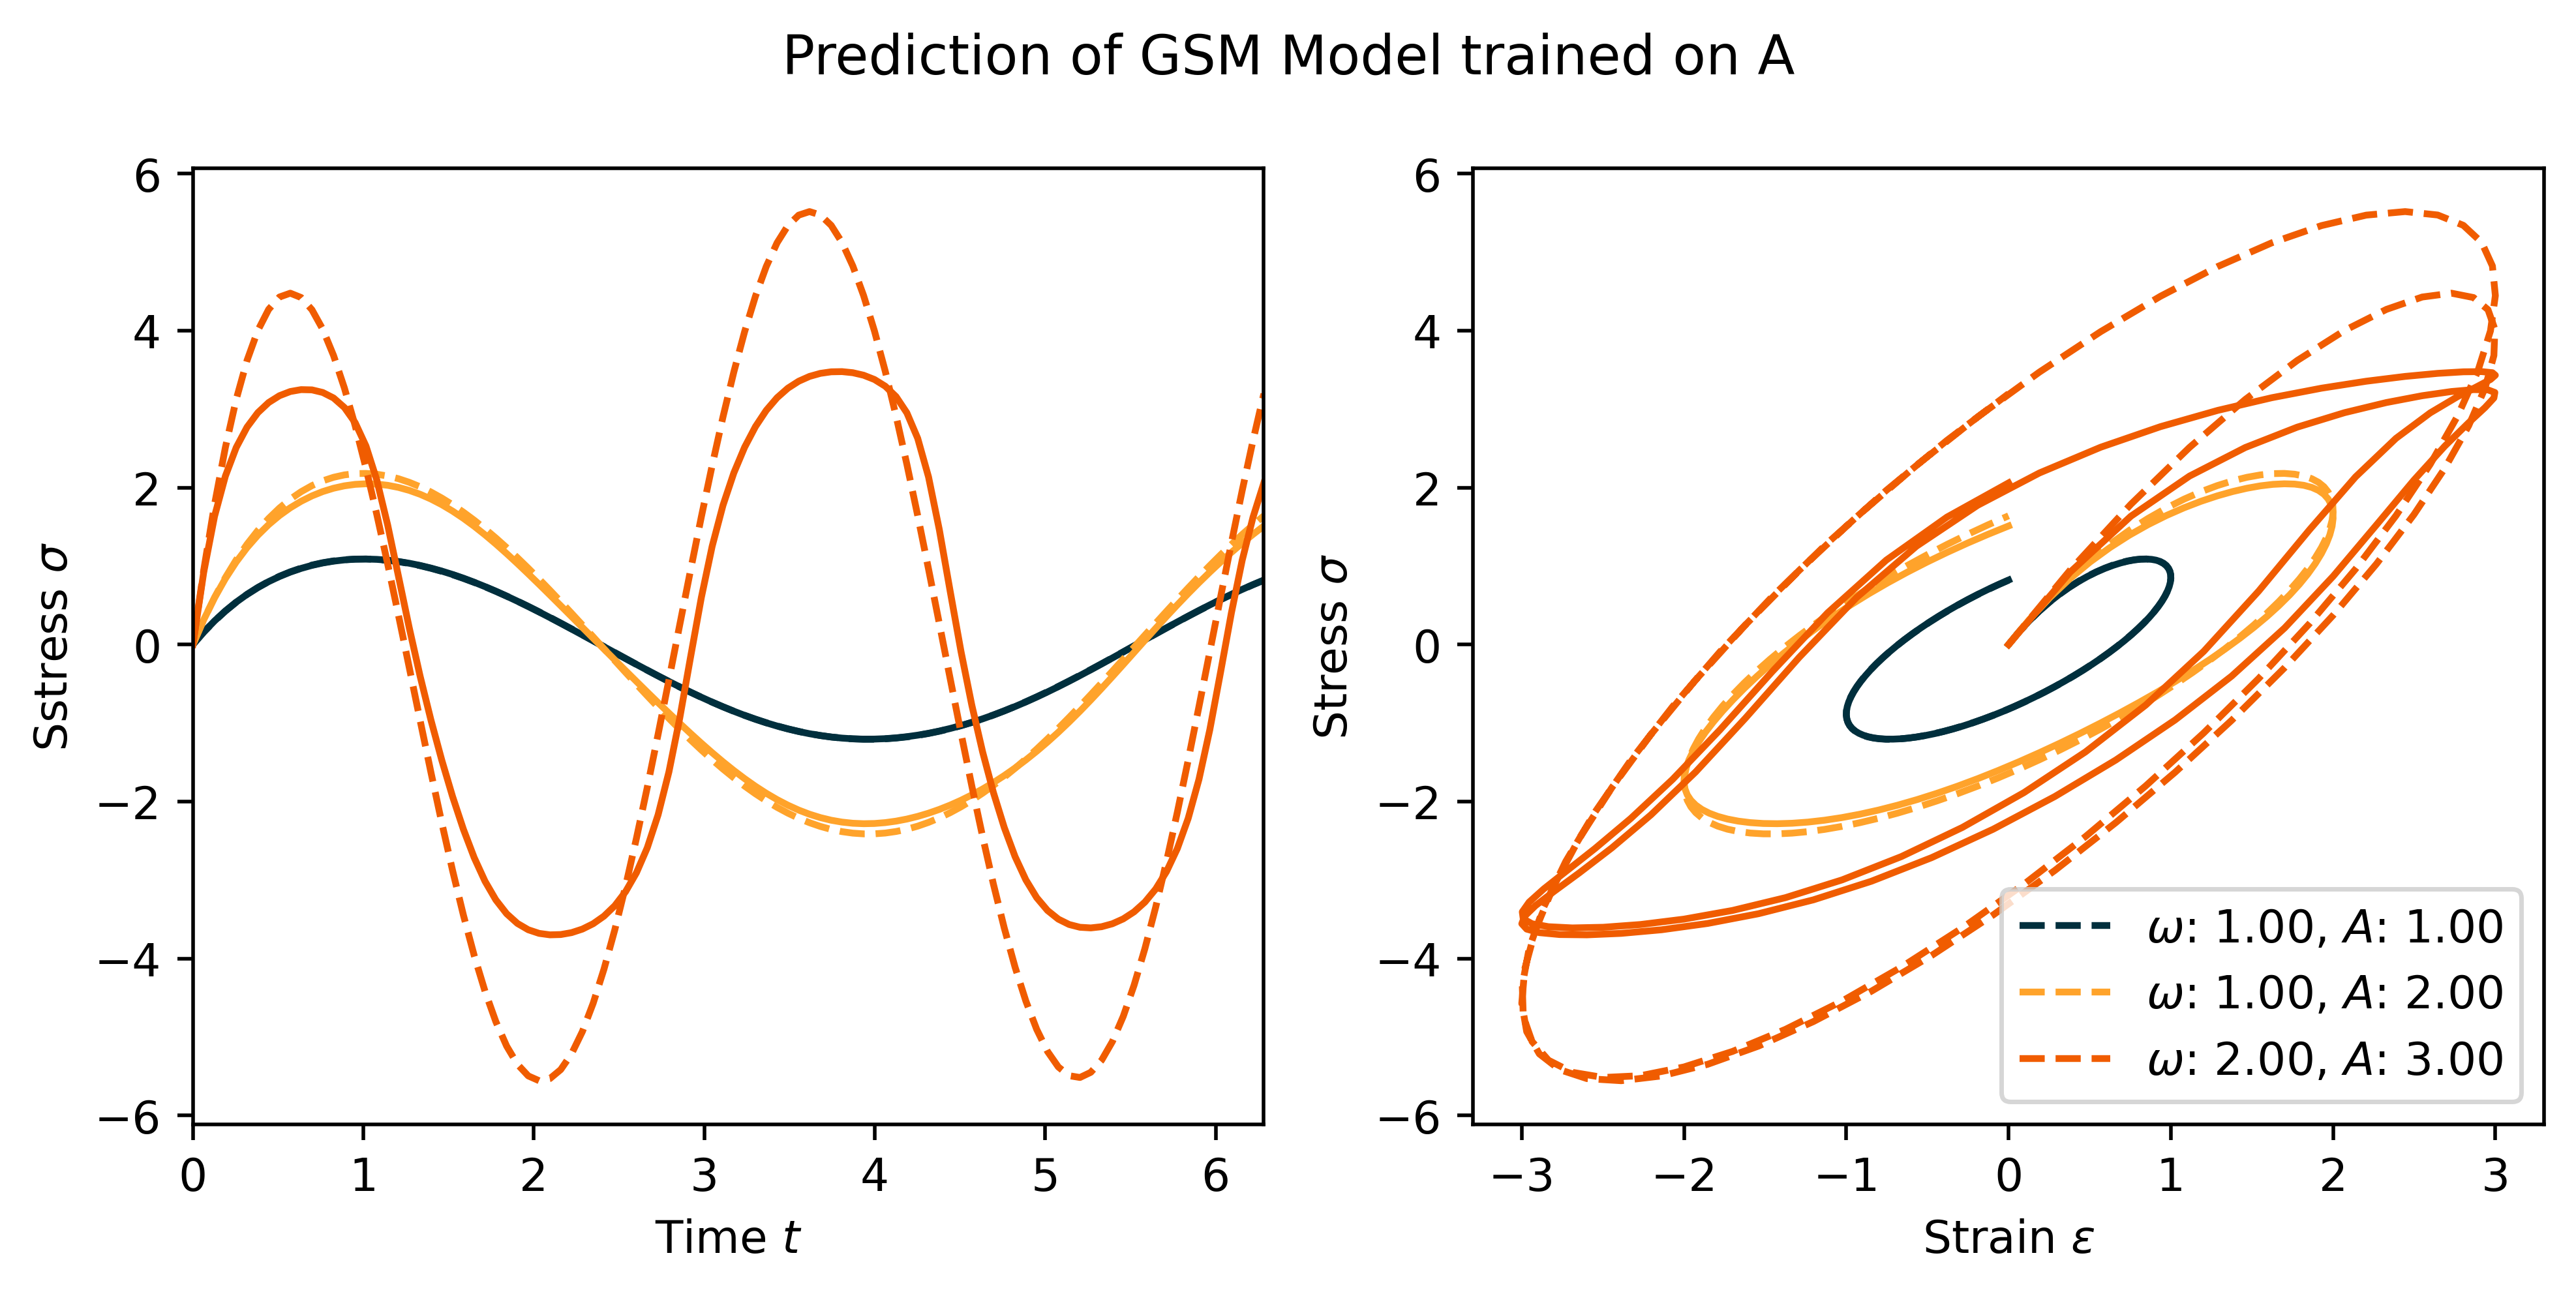 Prediction of GSM Model trained on A
6
4
2
0
−2
−4
−6
Sstress σ
0 1 2 3 4 5 6
Time t
6
4
2
0
−2
−4
−6
Stress σ
−3 −2 −1 0 1 2 3
Strain ε
ω: 1.00, A: 1.00
ω: 1.00, A: 2.00
ω: 2.00, A: 3.00